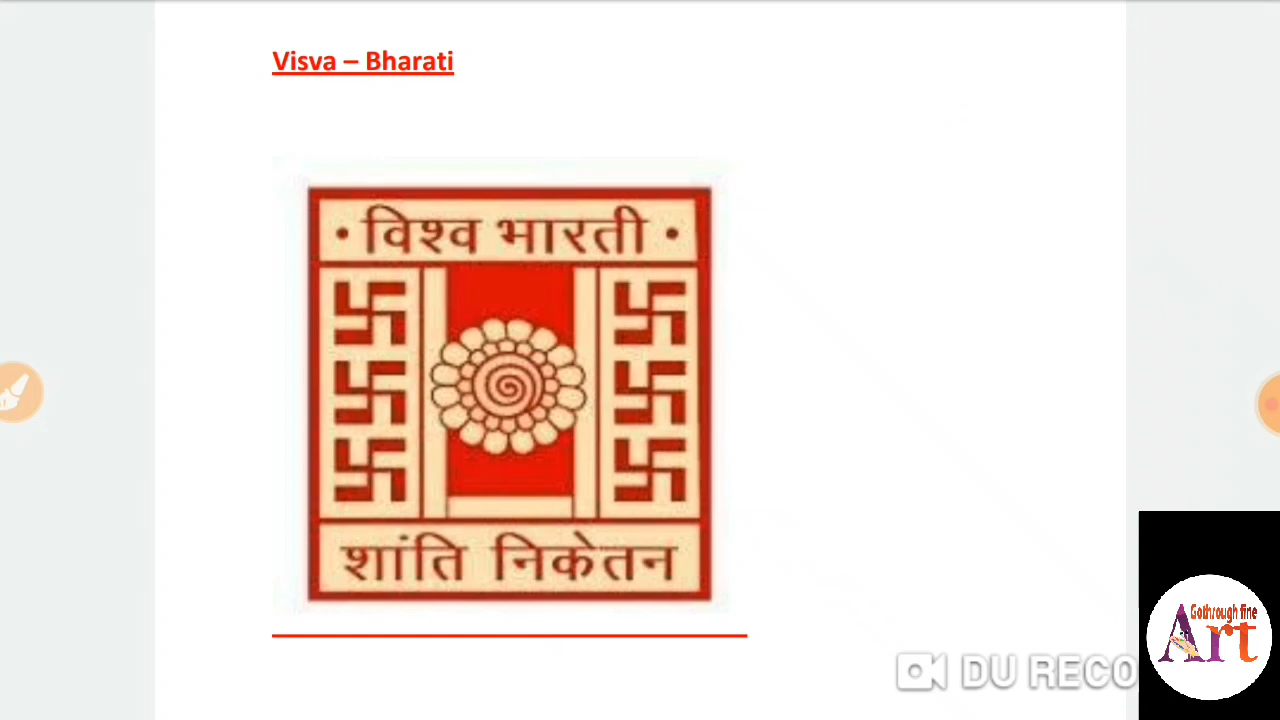 Visva – Bharati
• विश्व भारती •
शांति निकेतन
Gothrough fine
Art
DU RECO